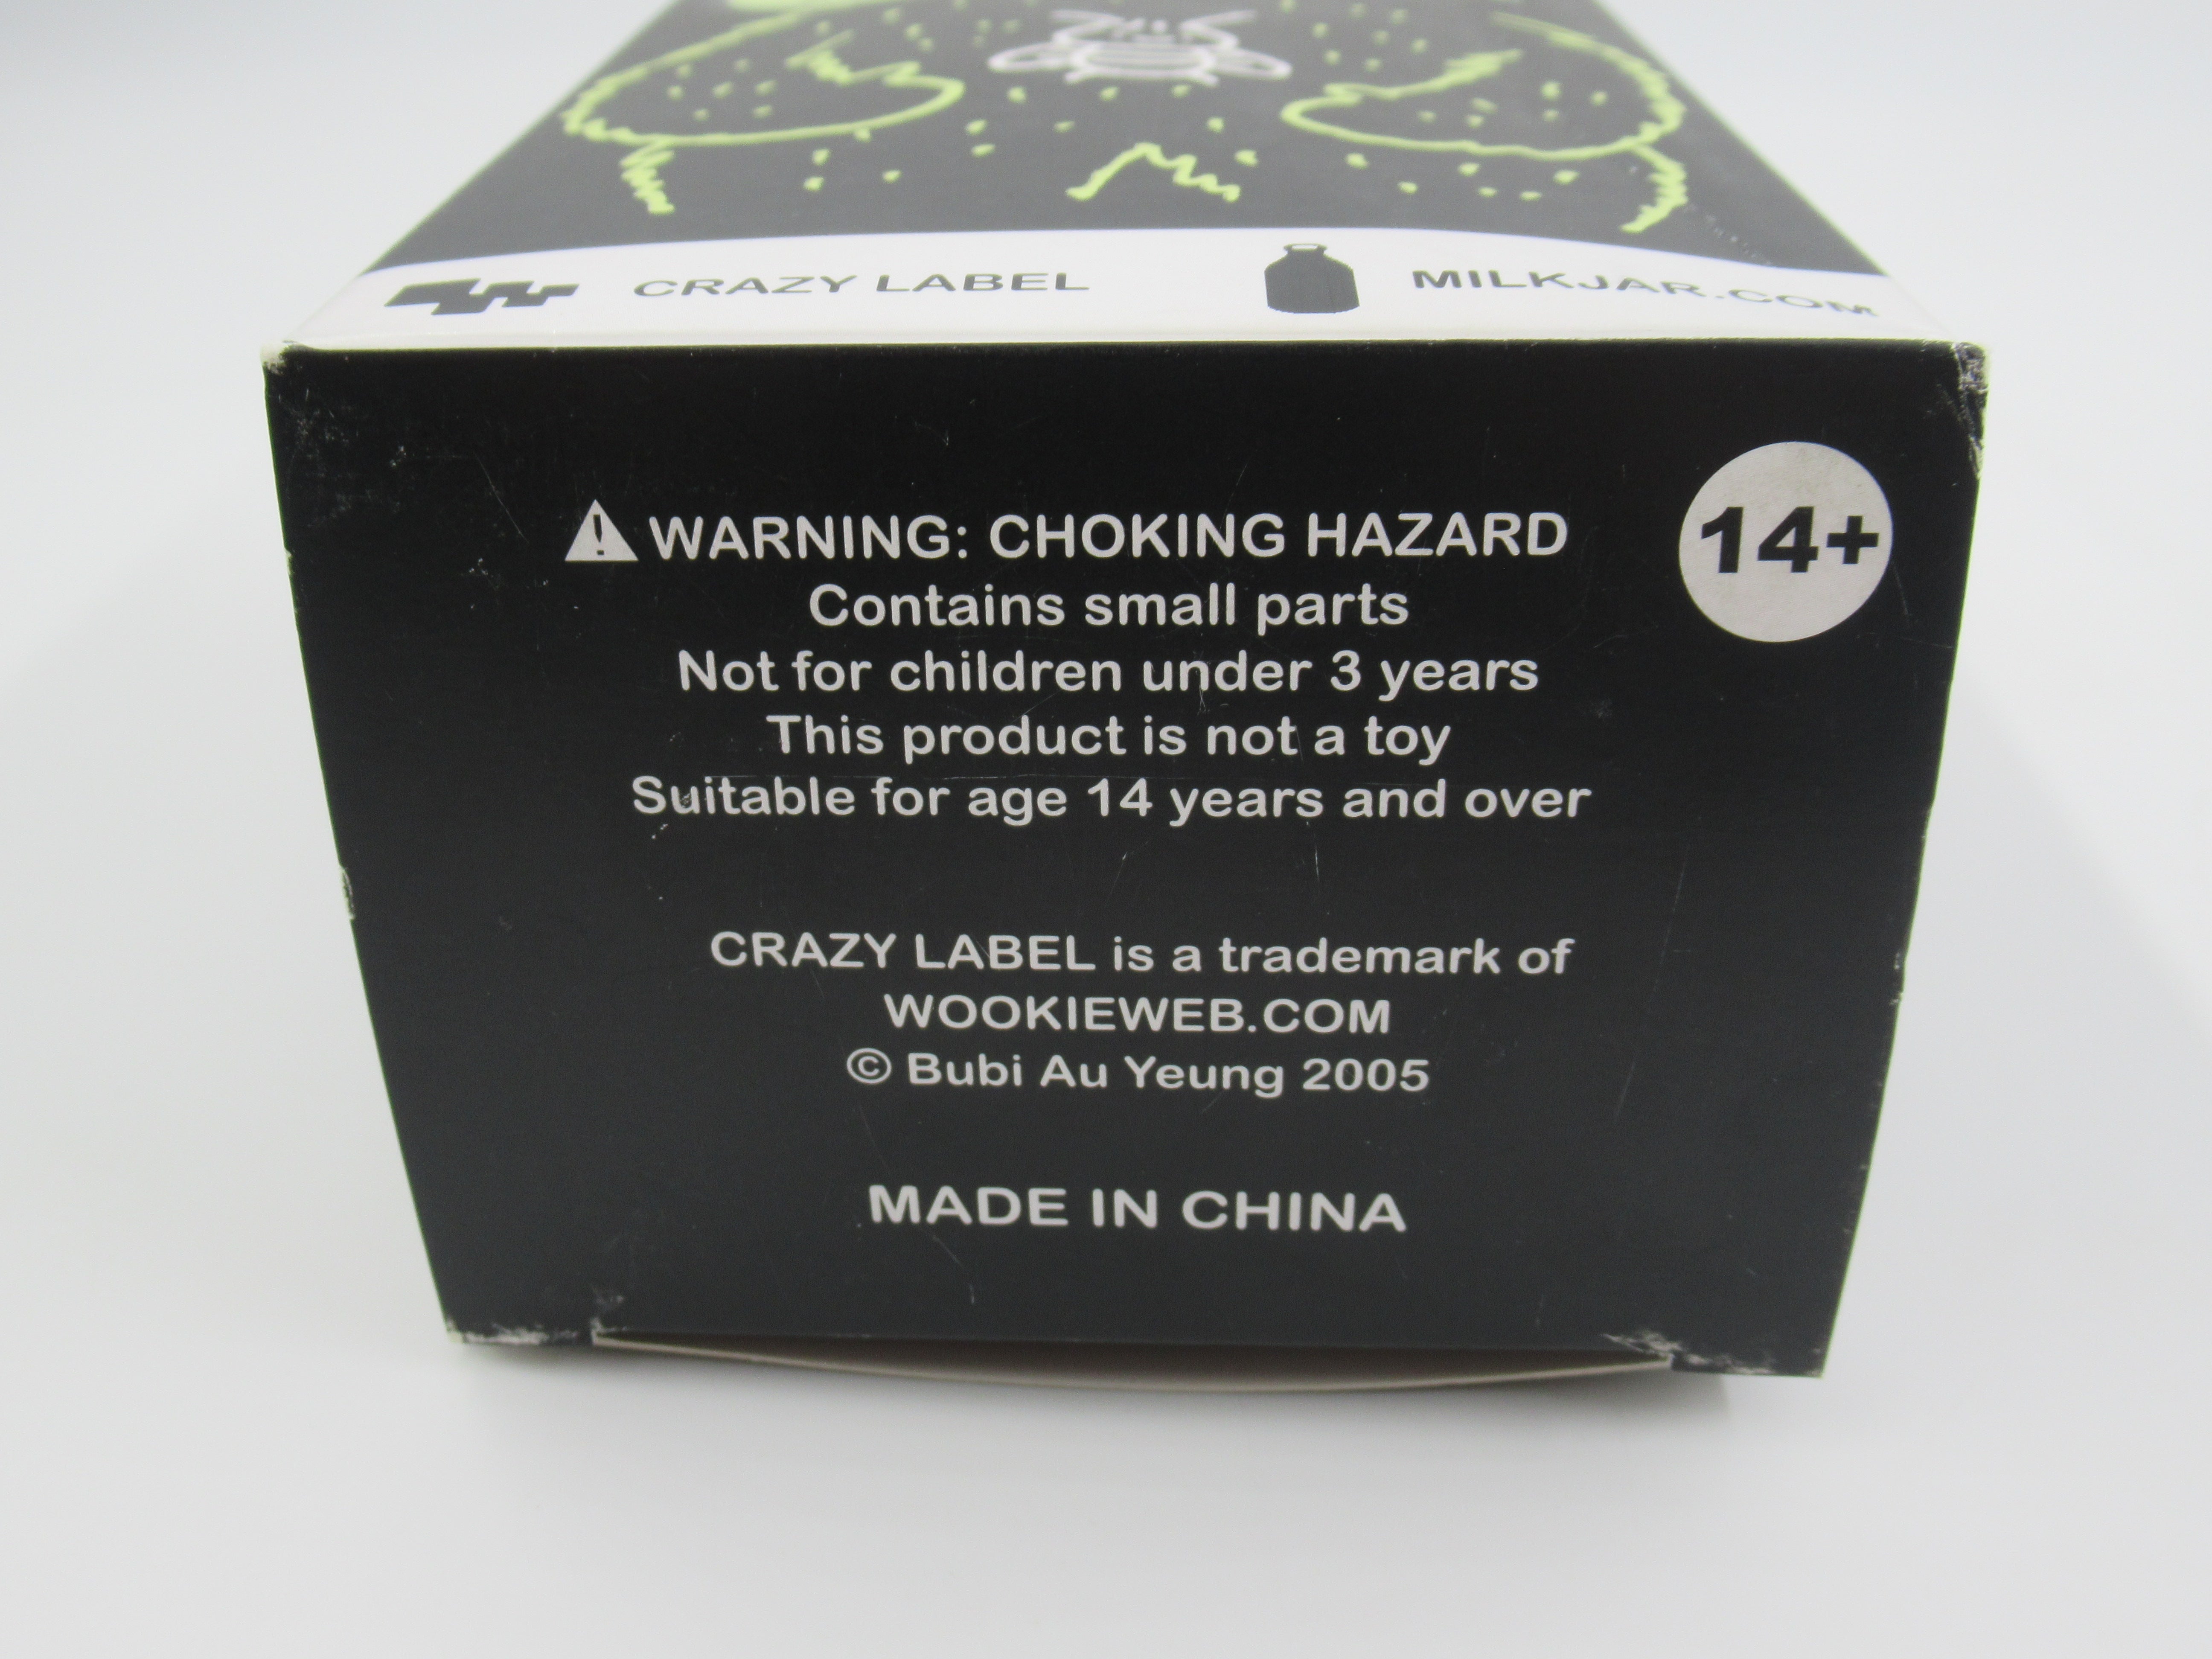 CRAZY LABEL
MILKJAR.COM
WARNING: CHOKING HAZARD
14+
Contains small parts
Not for children under 3 years
This product is not a toy
Suitable for age 14 years and over
CRAZY LABEL is a trademark of
WOOKIEWEB.COM
© Bubi Au Yeung 2005
MADE IN CHINA